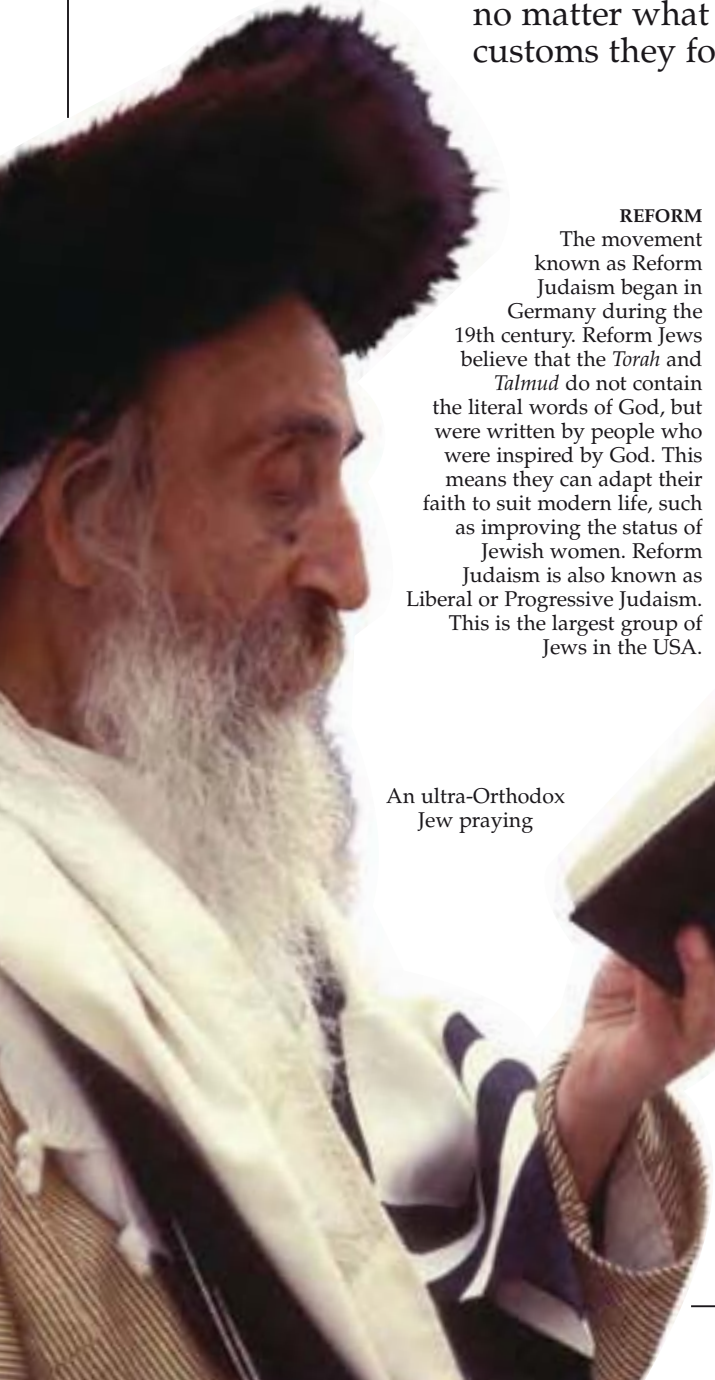 no matter what
customs they fo
REFORM
The movement
known as Reform
Judaism began in
Germany during the
19th century. Reform Jews
believe that the Torah and
Talmud do not contain
the literal words of God, but
were written by people who
were inspired by God. This
means they can adapt their
faith to suit modern life, such
as improving the status of
Jewish women. Reform
Judaism is also known as
Liberal or Progressive Judaism.
This is the largest group of
Jews in the USA.
An ultra-Orthodox
Jew praying